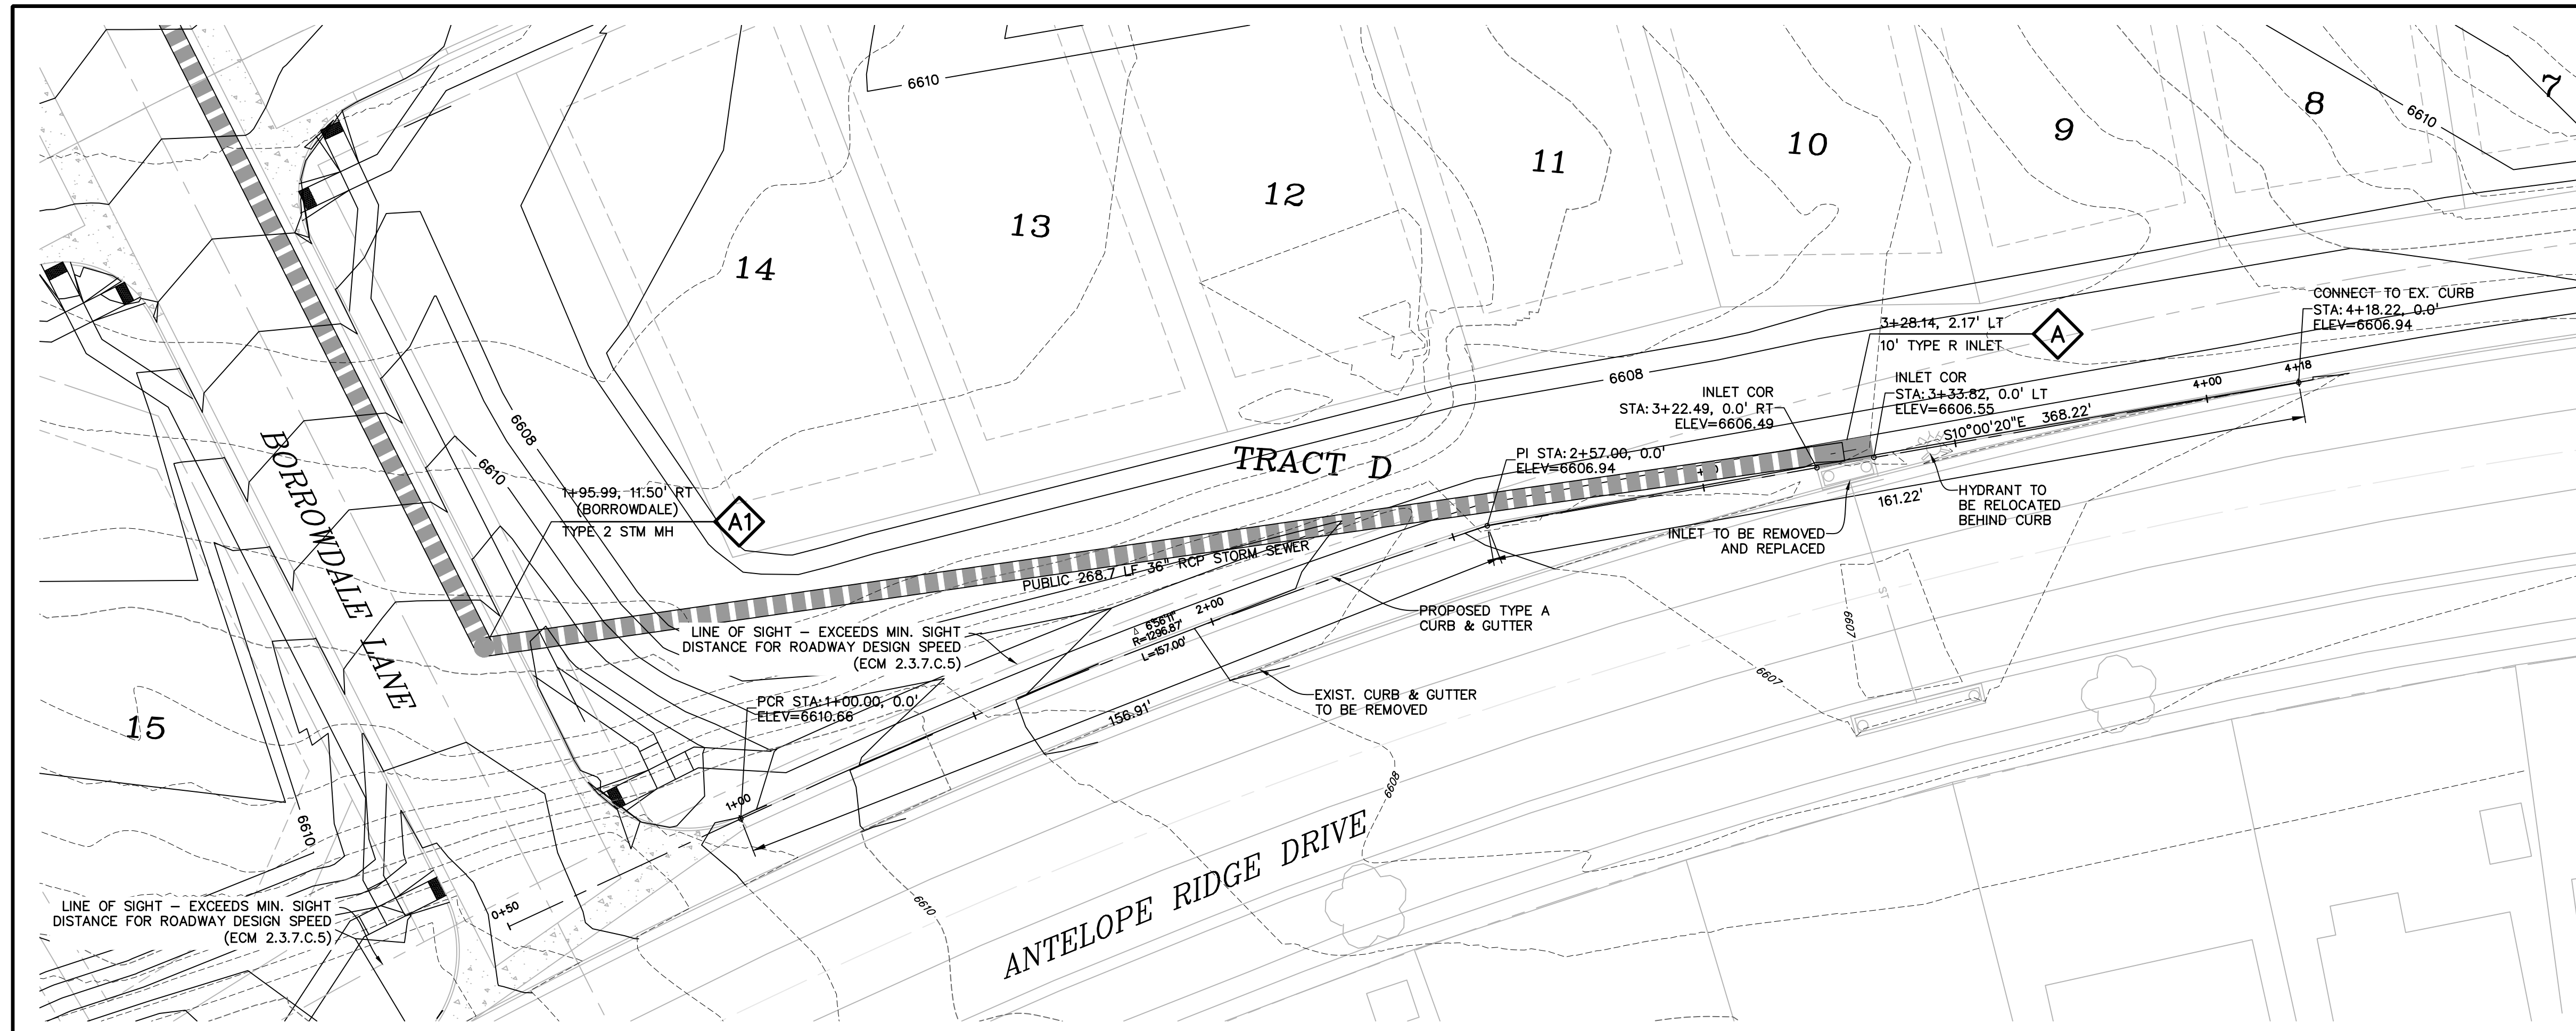 6610
7
8
6610
9
10
11
12
13
14
CONNECT TO EX. CURB
STA: 4+18.22, 0.0'
ELEV=6606.94
3+28.14, 2.17' LT
10' TYPE R INLET
A
6608
INLET COR
STA: 3+22.49, 0.0' RT
ELEV=6606.49
INLET COR
STA: 3+33.82, 0.0' LT
ELEV=6606.55
4+00
4+18
S10°00'20"E 368.22'
6608
6610
BORROWDALE LANE
1+95.99, 11.50' RT
(BORROWDALE)
TYPE 2 STM MH
A1
TRACT D
PI STA: 2+57.00, 0.0'
ELEV=6606.94
161.22'
HYDRANT TO
BE RELOCATED
BEHIND CURB
INLET TO BE REMOVED
AND REPLACED
PUBLIC 268.7 LF 36" RCP STORM SEWER
ST
6607
PROPOSED TYPE A
CURB & GUTTER
2+00
Δ 6°56'11"
R=1296.87'
L=157.00'
LINE OF SIGHT – EXCEEDS MIN. SIGHT
DISTANCE FOR ROADWAY DESIGN SPEED
(ECM 2.3.7.C.5)
6607
EXIST. CURB & GUTTER
TO BE REMOVED
PCR STA: 1+00.00, 0.0'
ELEV=6610.66
156.91'
15
6608
1+00
6610
ANTELOPE RIDGE DRIVE
6610
0+50
LINE OF SIGHT – EXCEEDS MIN. SIGHT
DISTANCE FOR ROADWAY DESIGN SPEED
(ECM 2.3.7.C.5)